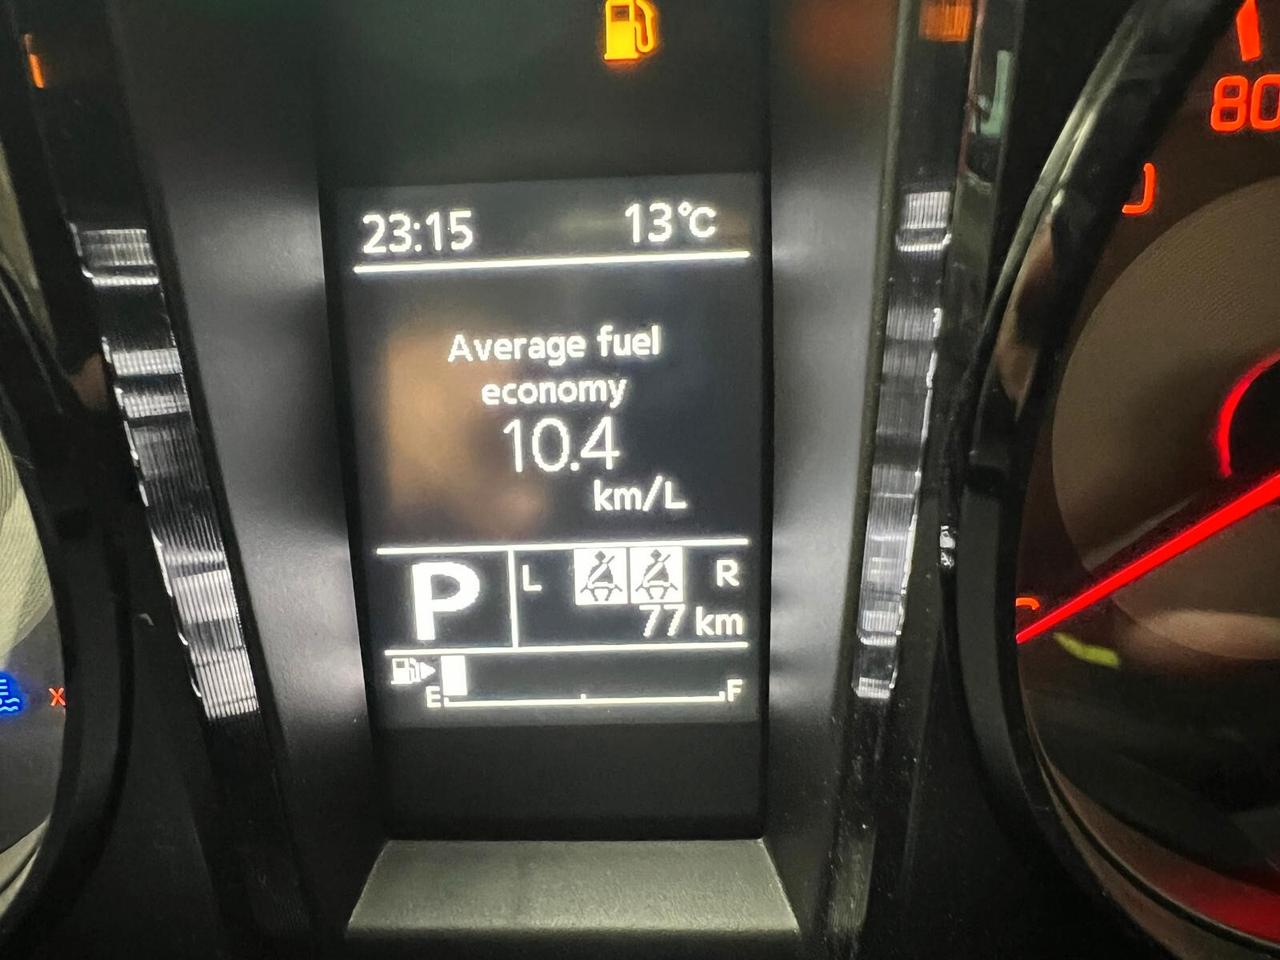 80
23:15 13°C
Average fuel
economy
10.4
km/L
P L R
77 km
E F